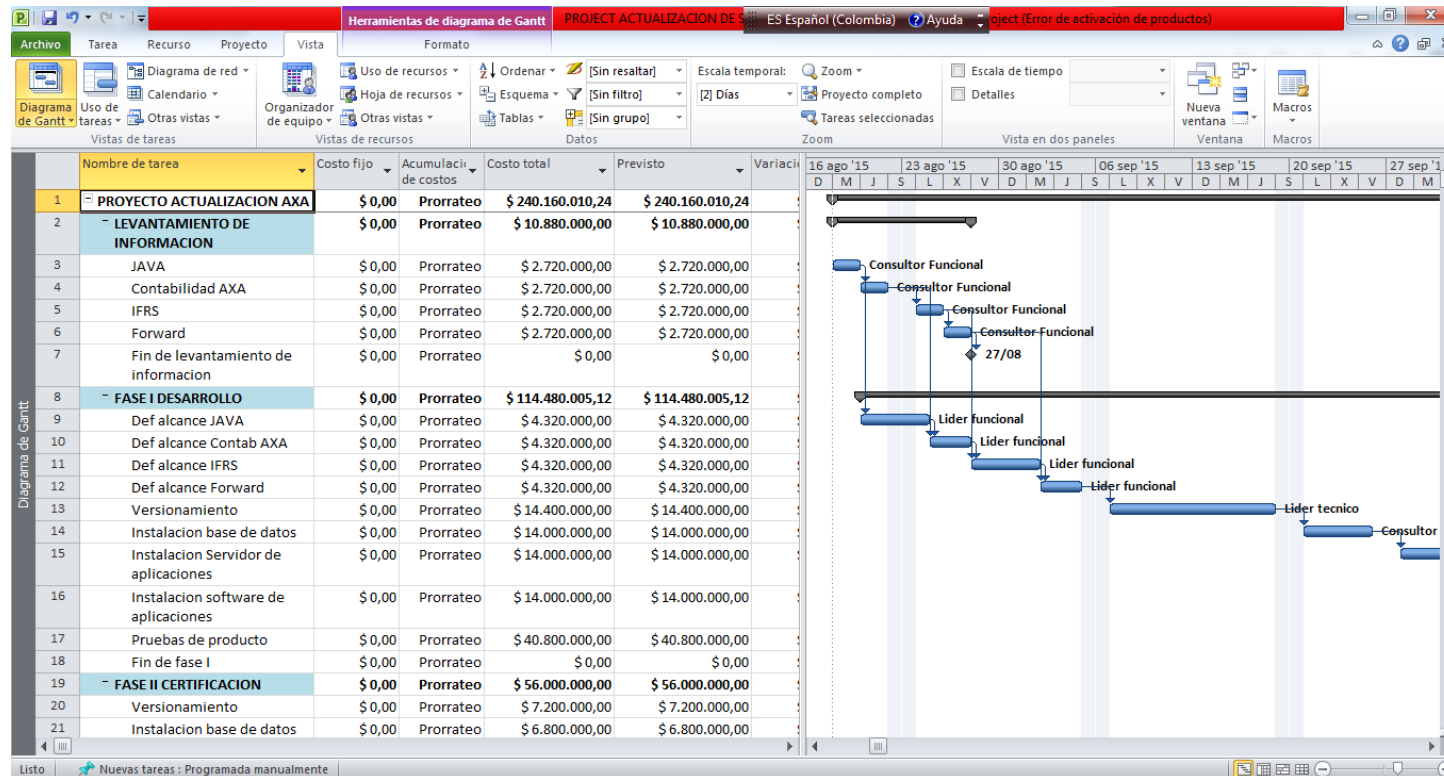 Herramientas de diagrama de Gantt PROJECT ACTUALIZACION DE S ES Español (Colombia) Ayuda roject (Error de activación de productos)
Archivo Tarea Recurso Proyecto Vista Formato
Diagrama de Gantt
Uso de tareas
Diagrama de red
Calendario
Otras vistas
Vistas de tareas
Organizador de equipo
Uso de recursos
Hoja de recursos
Otras vistas
Vistas de recursos
Ordenar
Esquema
Tablas
[Sin resaltar]
[Sin filtro]
[Sin grupo]
Datos
Escala temporal:
[2] Días
Zoom
Proyecto completo
Tareas seleccionadas
Zoom
Escala de tiempo
Detalles
Vista en dos paneles
Nueva ventana
Ventana
Macros
Macros
Nombre de tarea Costo fijo Acumulaci de costos Costo total Previsto Variaci
16 ago '15 23 ago '15 30 ago '15 06 sep '15 13 sep '15 20 sep '15 27 sep '1
D M J S L X V D M J S L X V D M J S L X V D M
1 PROYECTO ACTUALIZACION AXA $ 0,00 Prorrateo $ 240.160.010,24 $ 240.160.010,24
2 LEVANTAMIENTO DE INFORMACION $ 0,00 Prorrateo $ 10.880.000,00 $ 10.880.000,00
3 JAVA $ 0,00 Prorrateo $ 2.720.000,00 $ 2.720.000,00 Consultor Funcional
4 Contabilidad AXA $ 0,00 Prorrateo $ 2.720.000,00 $ 2.720.000,00 Consultor Funcional
5 IFRS $ 0,00 Prorrateo $ 2.720.000,00 $ 2.720.000,00 Consultor Funcional
6 Forward $ 0,00 Prorrateo $ 2.720.000,00 $ 2.720.000,00 Consultor Funcional
7 Fin de levantamiento de informacion $ 0,00 Prorrateo $ 0,00 $ 0,00 27/08
8 FASE I DESARROLLO $ 0,00 Prorrateo $ 114.480.005,12 $ 114.480.005,12
9 Def alcance JAVA $ 0,00 Prorrateo $ 4.320.000,00 $ 4.320.000,00 Lider funcional
10 Def alcance Contab AXA $ 0,00 Prorrateo $ 4.320.000,00 $ 4.320.000,00 Lider funcional
11 Def alcance IFRS $ 0,00 Prorrateo $ 4.320.000,00 $ 4.320.000,00 Lider funcional
12 Def alcance Forward $ 0,00 Prorrateo $ 4.320.000,00 $ 4.320.000,00 Lider funcional
13 Versionamiento $ 0,00 Prorrateo $ 14.400.000,00 $ 14.400.000,00 Lider tecnico
14 Instalacion base de datos $ 0,00 Prorrateo $ 14.000.000,00 $ 14.000.000,00 Consultor
15 Instalacion Servidor de aplicaciones $ 0,00 Prorrateo $ 14.000.000,00 $ 14.000.000,00
16 Instalacion software de aplicaciones $ 0,00 Prorrateo $ 14.000.000,00 $ 14.000.000,00
17 Pruebas de producto $ 0,00 Prorrateo $ 40.800.000,00 $ 40.800.000,00
18 Fin de fase I $ 0,00 Prorrateo $ 0,00 $ 0,00
19 FASE II CERTIFICACION $ 0,00 Prorrateo $ 56.000.000,00 $ 56.000.000,00
20 Versionamiento $ 0,00 Prorrateo $ 7.200.000,00 $ 7.200.000,00
21 Instalacion base de datos $ 0,00 Prorrateo $ 6.800.000,00 $ 6.800.000,00
Diagrama de Gantt
Listo Nuevas tareas : Programada manualmente